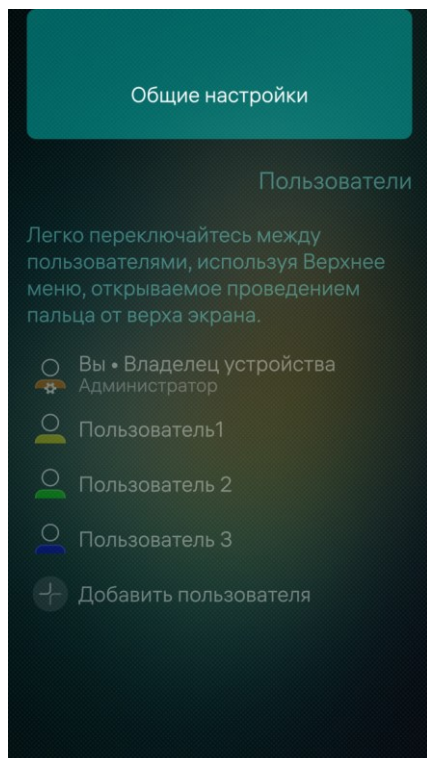 Общие настройки
Пользователи
Легко переключайтесь между
пользователями, используя Верхнее
меню, открываемое проведением
пальца от верха экрана.
Вы • Владелец устройства
Администратор
Пользователь1
Пользователь 2
Пользователь 3
Добавить пользователя